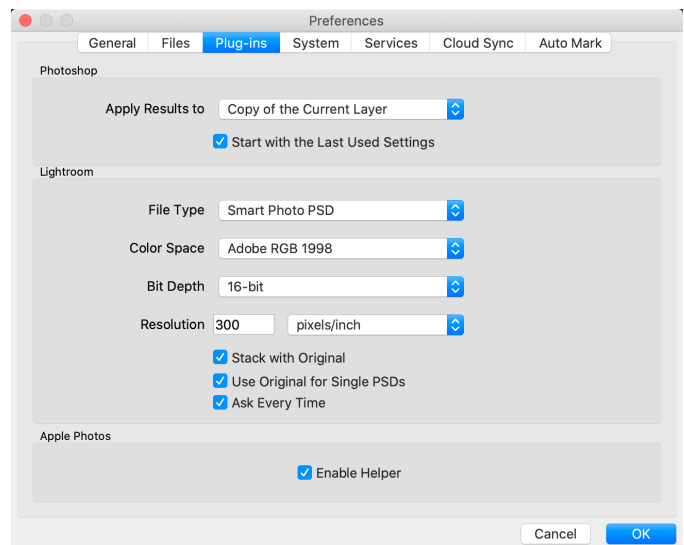 Preferences
General Files Plug-ins System Services Cloud Sync Auto Mark
Photoshop
Apply Results to Copy of the Current Layer
Start with the Last Used Settings
Lightroom
File Type Smart Photo PSD
Color Space Adobe RGB 1998
Bit Depth 16-bit
Resolution 300 pixels/inch
Stack with Original
Use Original for Single PSDs
Ask Every Time
Apple Photos
Enable Helper
Cancel OK